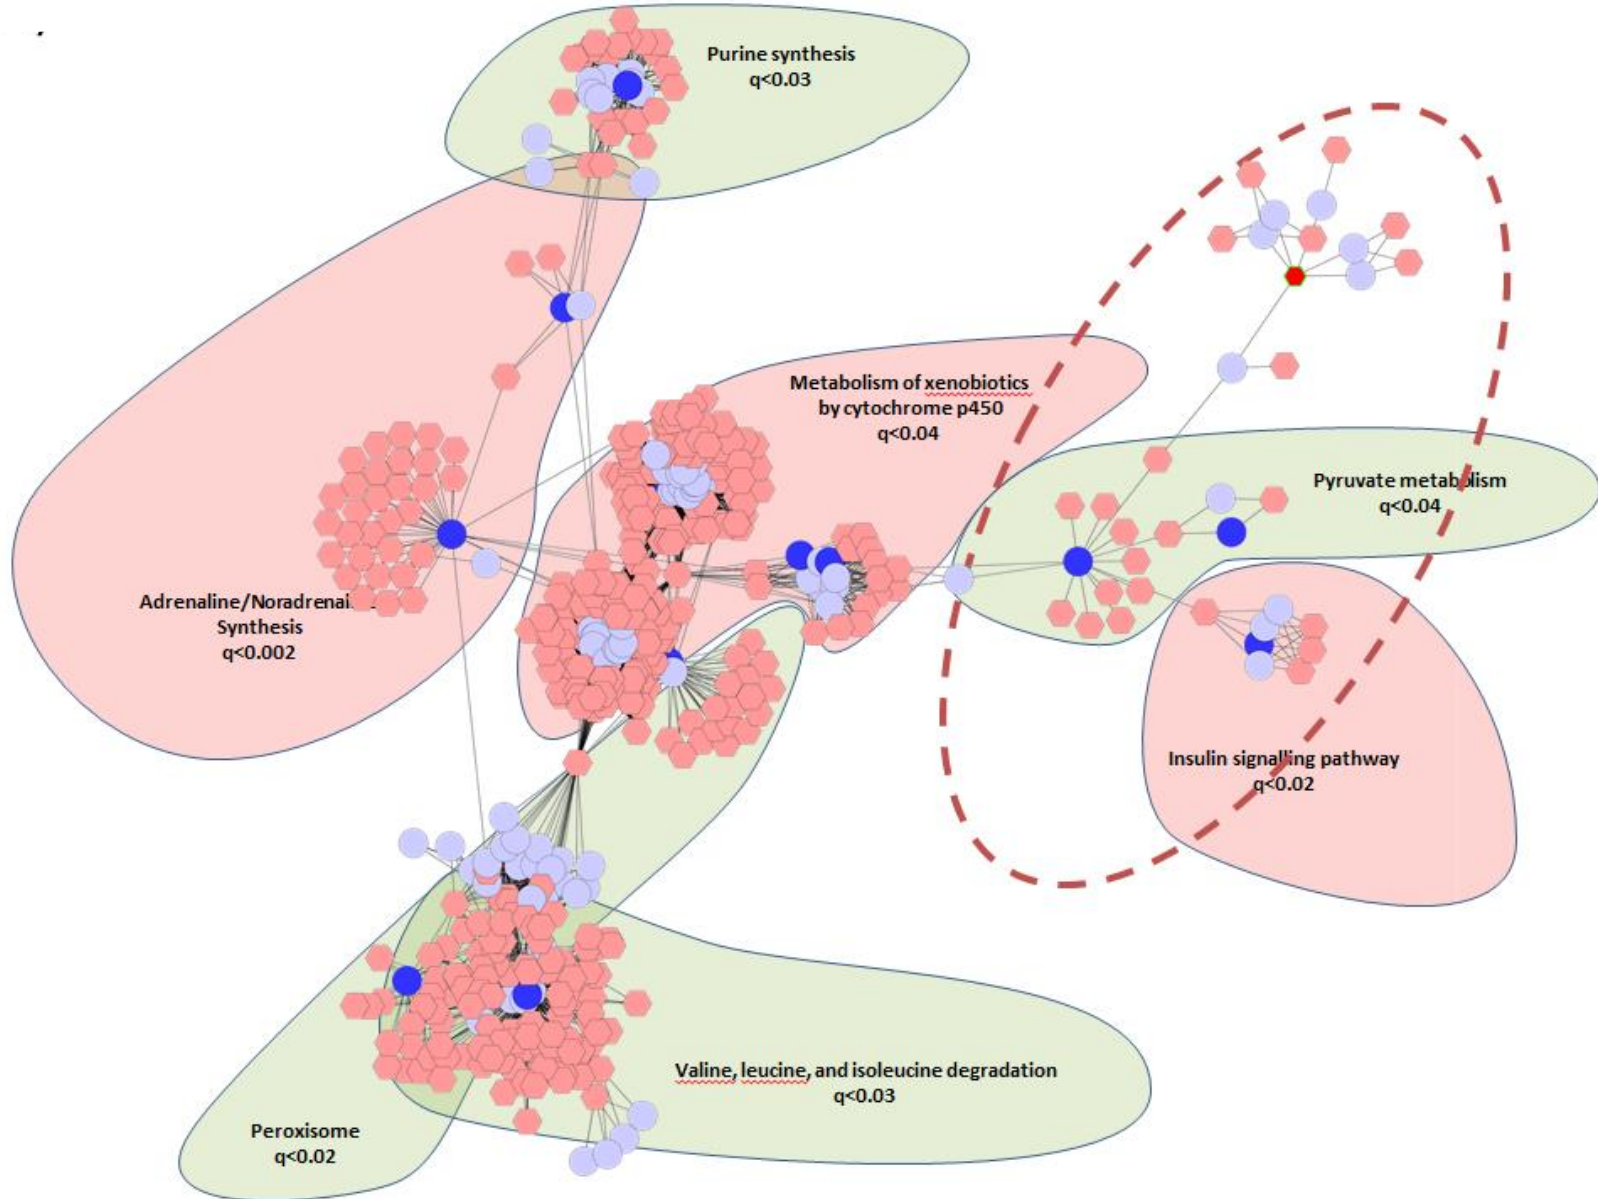 Purine synthesis
q<0.03
Metabolism of xenobiotics
by cytochrome p450
q<0.04
Pyruvate metabolism
q<0.04
Adrenaline/Noradrenaline
Synthesis
q<0.002
Insulin signalling pathway
q<0.02
Valine, leucine, and isoleucine degradation
q<0.03
Peroxisome
q<0.02